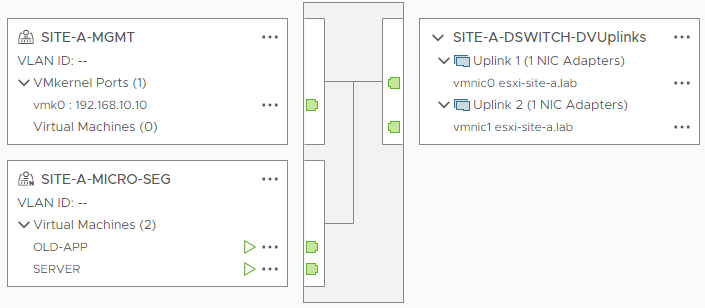 SITE-A-MGMT
VLAN ID: --
VMkernel Ports (1)
vmk0 : 192.168.10.10
Virtual Machines (0)
SITE-A-MICRO-SEG
VLAN ID: --
Virtual Machines (2)
OLD-APP
SERVER
SITE-A-DSWITCH-DVUplinks
Uplink 1 (1 NIC Adapters)
vmnic0 esxi-site-a.lab
Uplink 2 (1 NIC Adapters)
vmnic1 esxi-site-a.lab